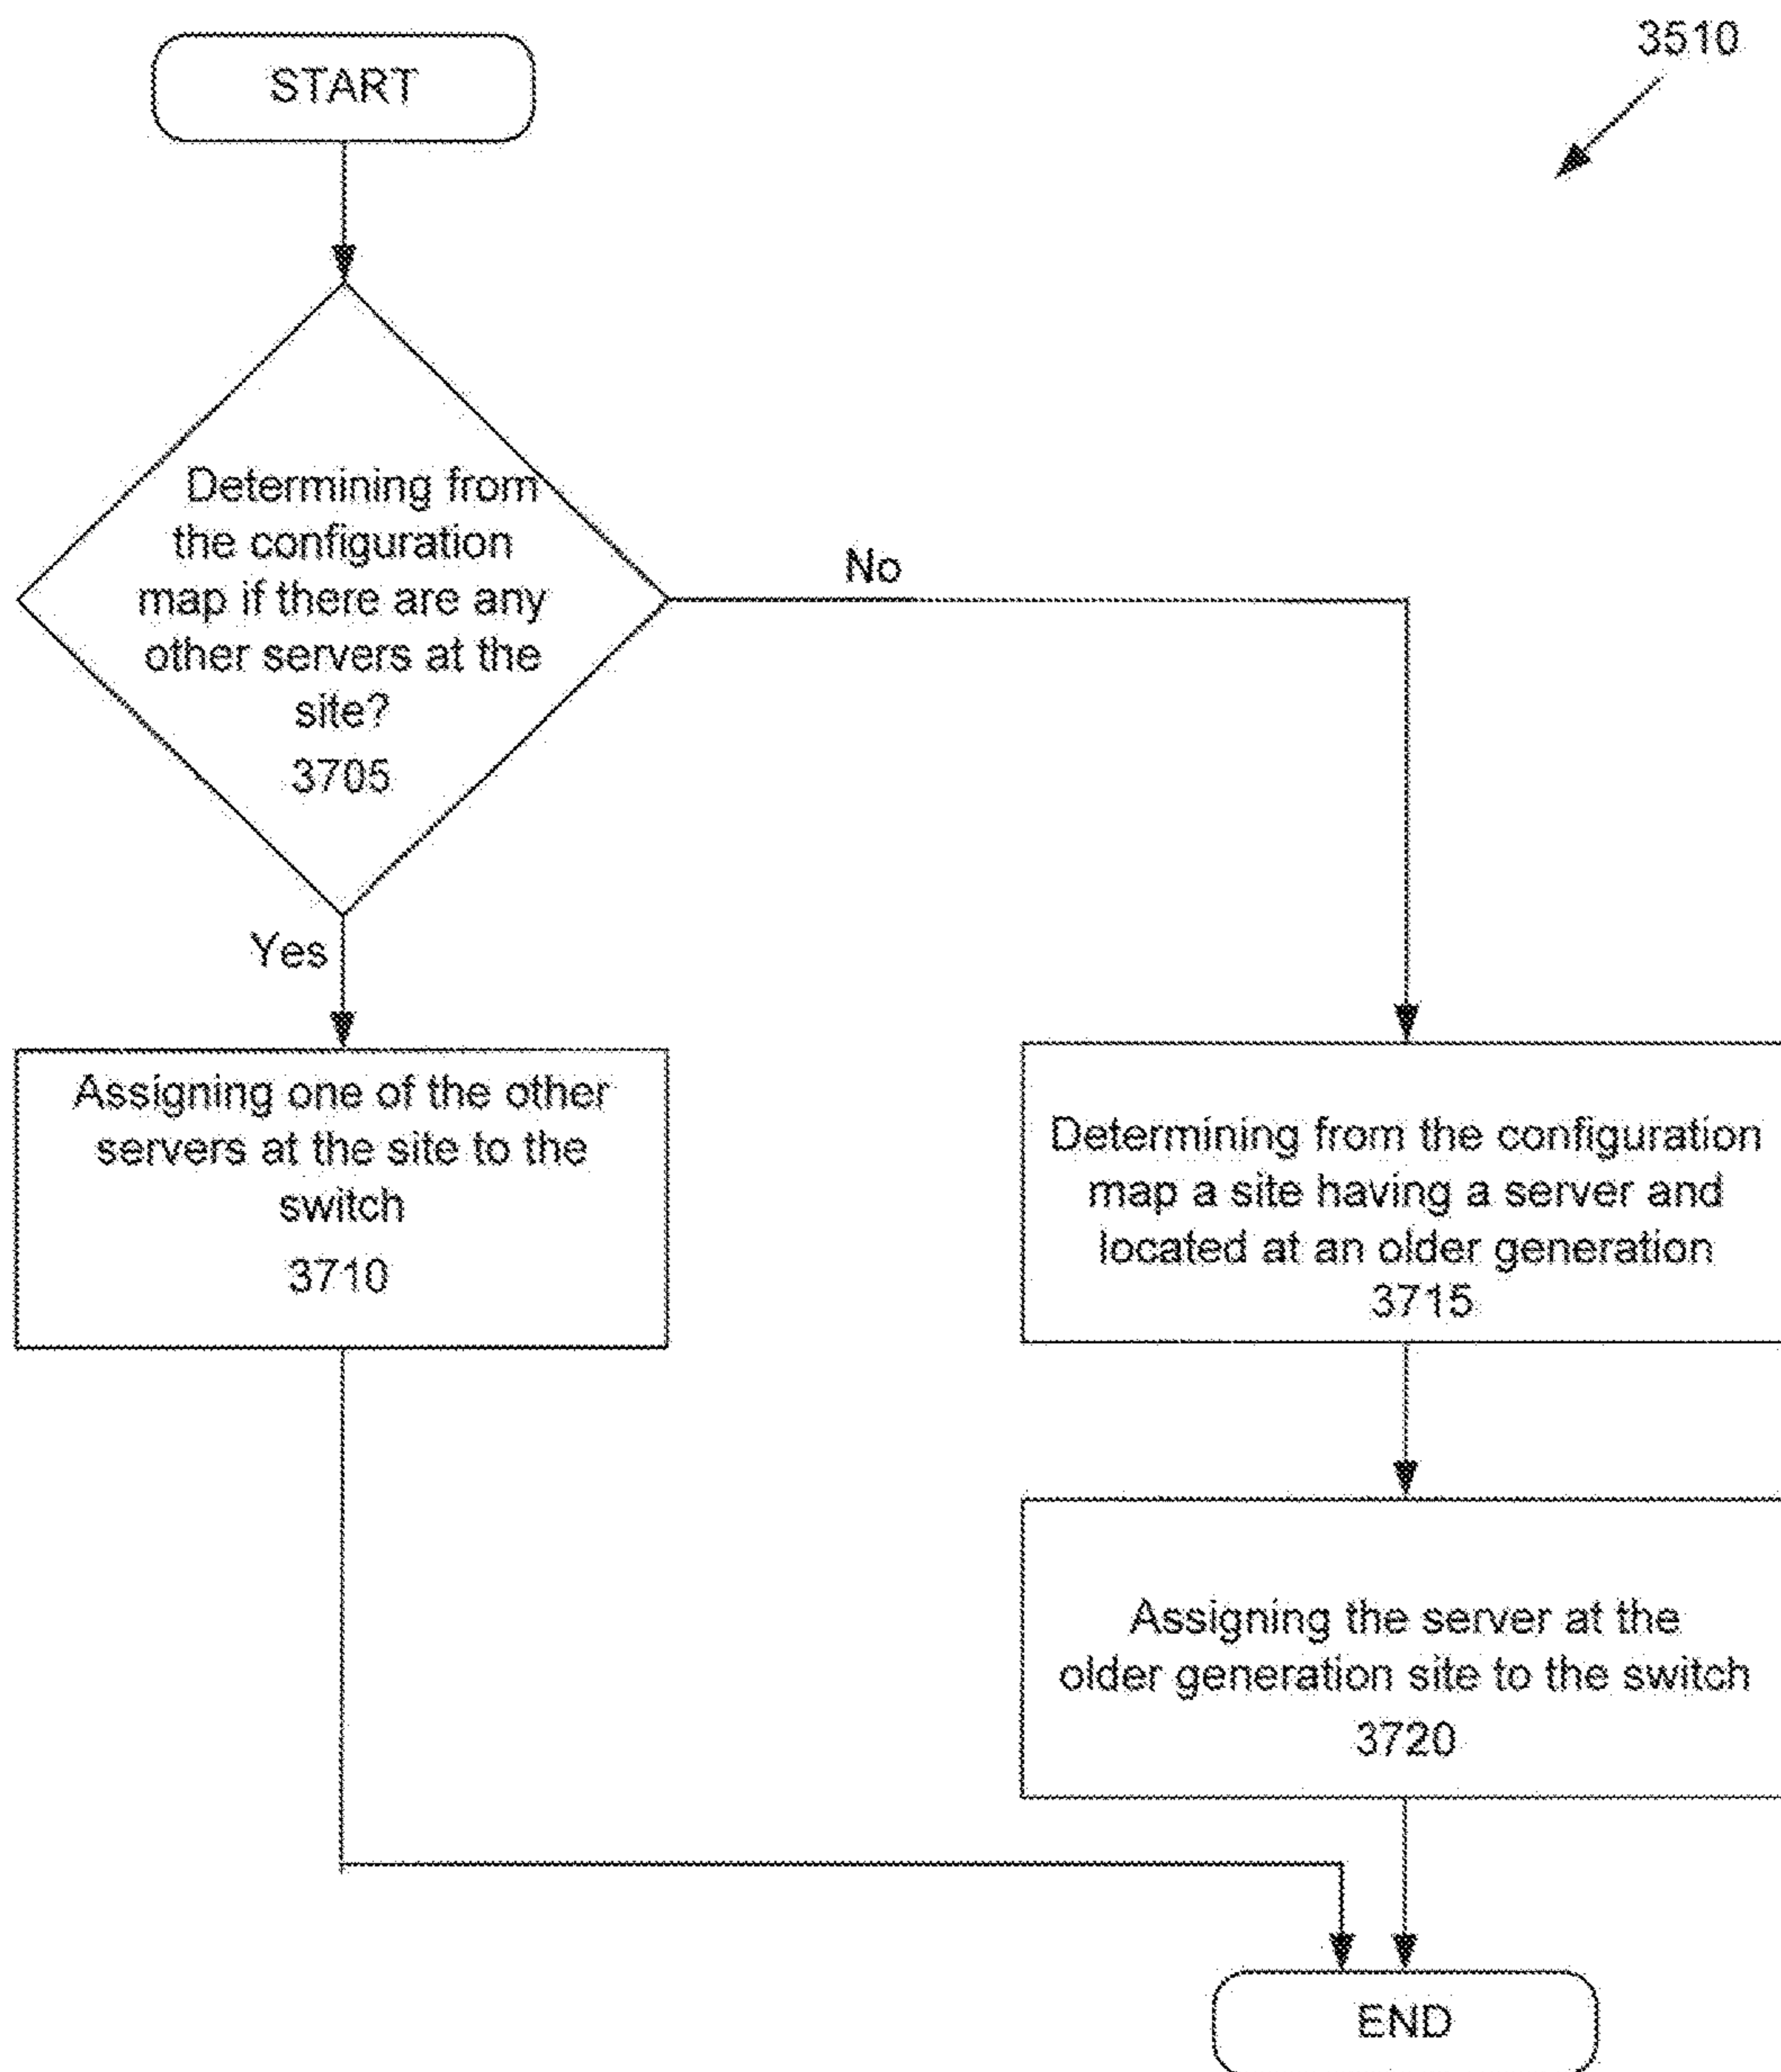 3510
START
Determining from
the configuration
map if there are any
other servers at the
site?
3705
No
Yes
Assigning one of the other
servers at the site to the
switch
3710
Determining from the configuration
map a site having a server and
located at an older generation
3715
Assigning the server at the
older generation site to the switch
3720
END